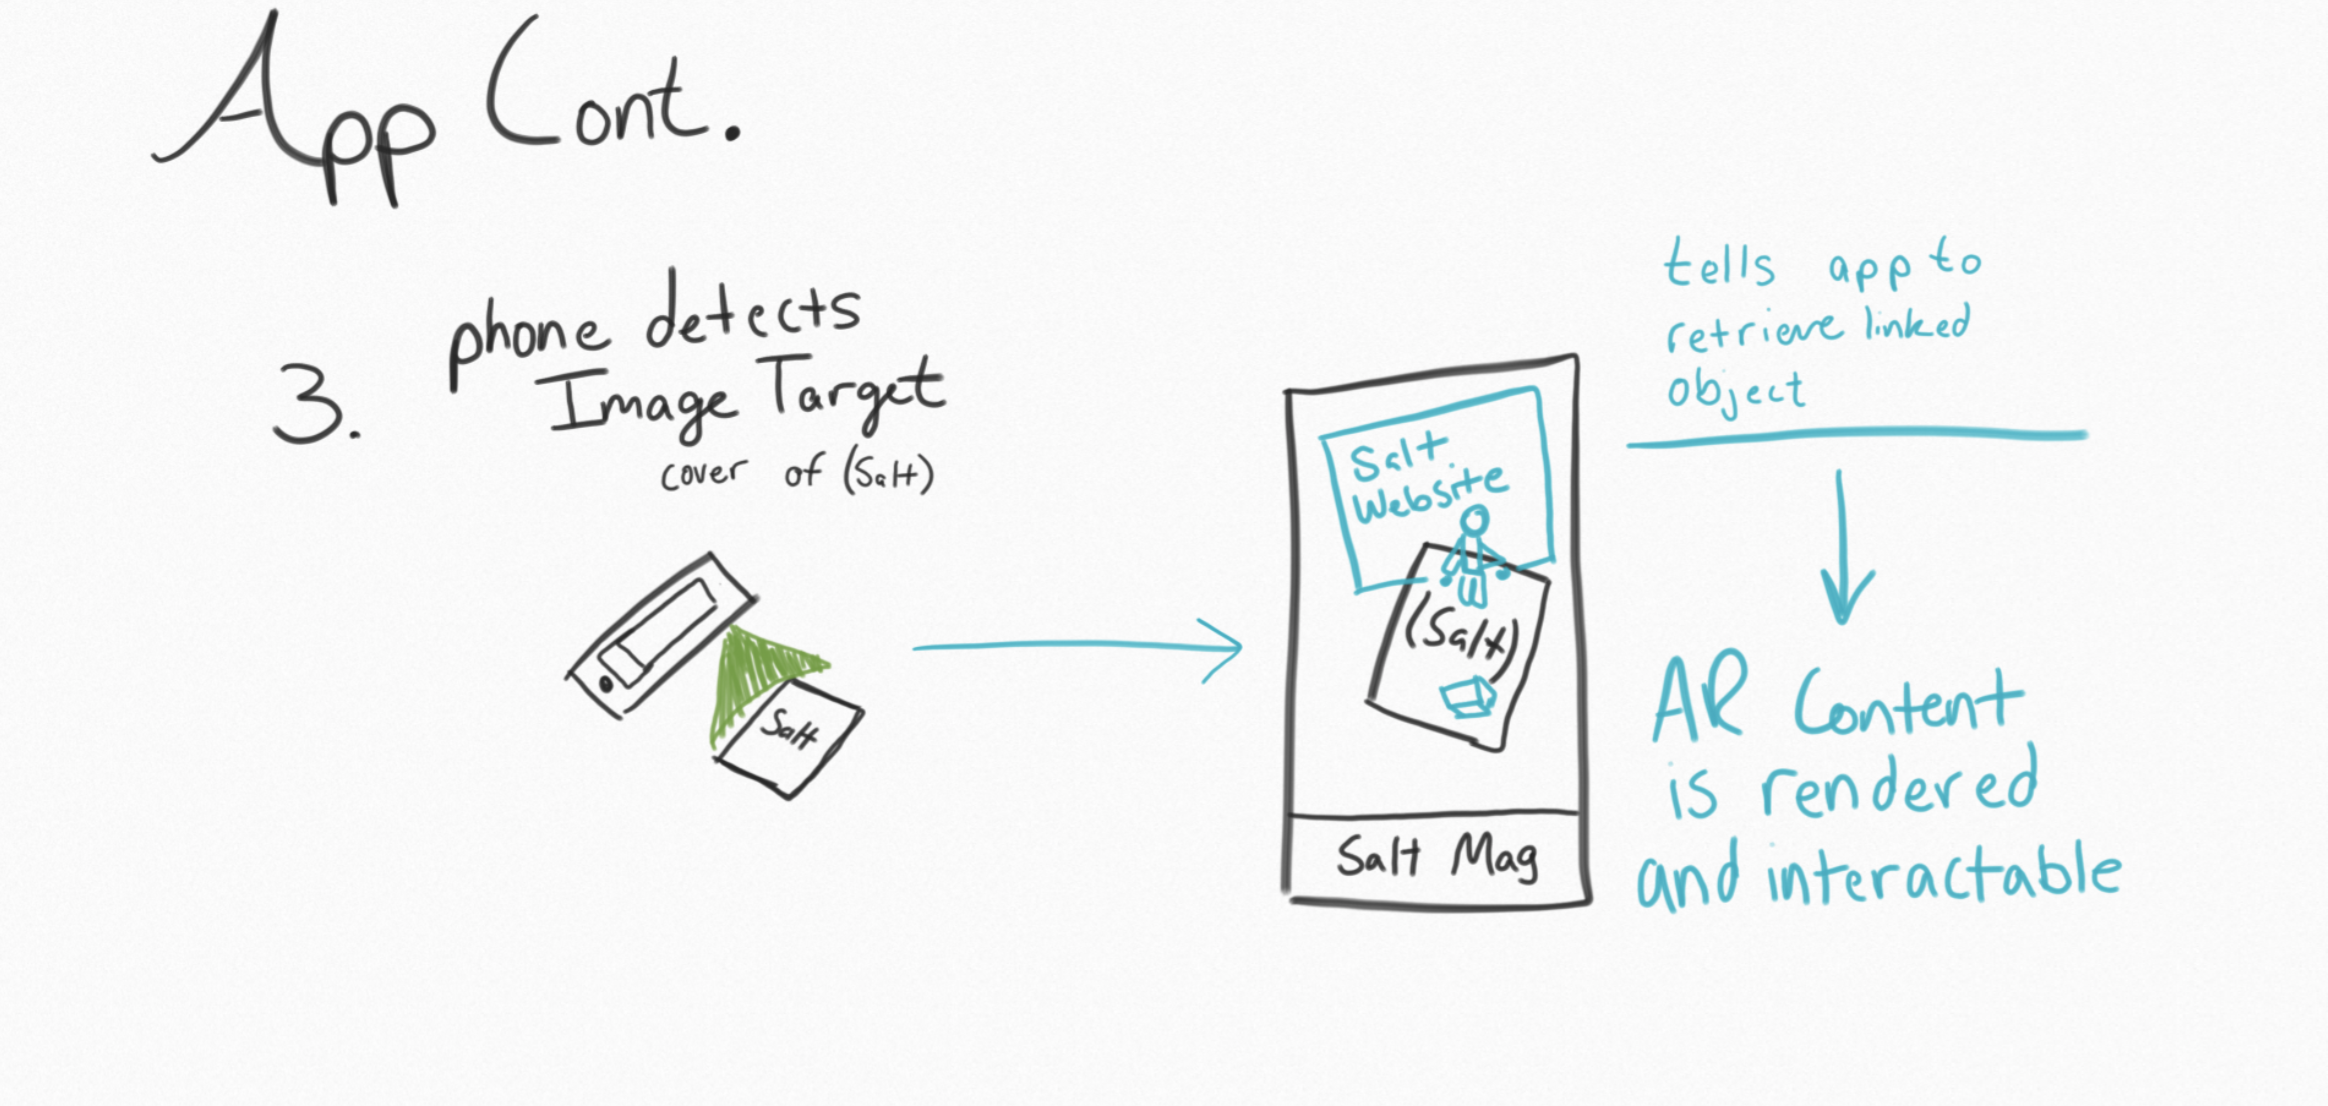 App Cont.
3.
phone detects
Image Target
cover of (Salt)
Salt
Salt
Website
(Salt)
Salt Mag
tells app to
retrieve linked
object
AR Content
is rendered
and interactable